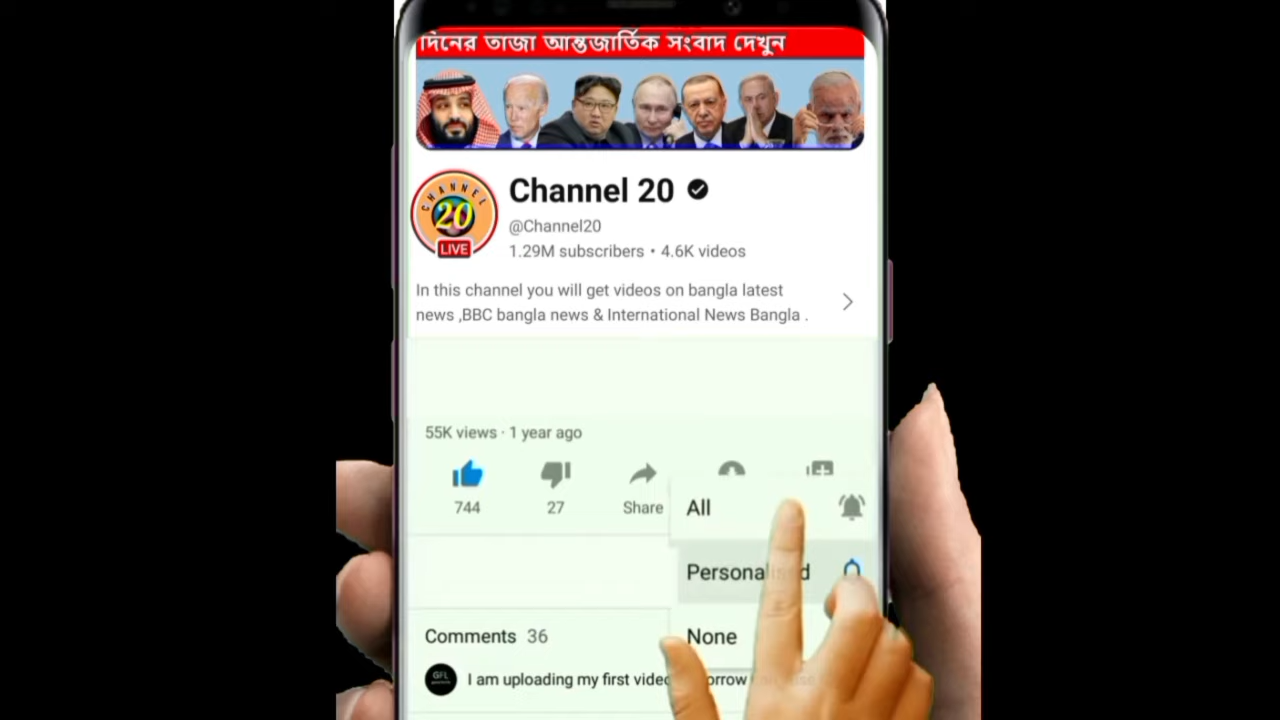 দিনের তাজা আন্তজার্তিক সংবাদ দেখুন
CHANNEL
20
LIVE
Channel 20
@Channel20
1.29M subscribers • 4.6K videos
In this channel you will get videos on bangla latest
news ,BBC bangla news & International News Bangla .
55K views · 1 year ago
744
27
Share
All
Personalised
None
Comments 36
GFL
I am uploading my first video